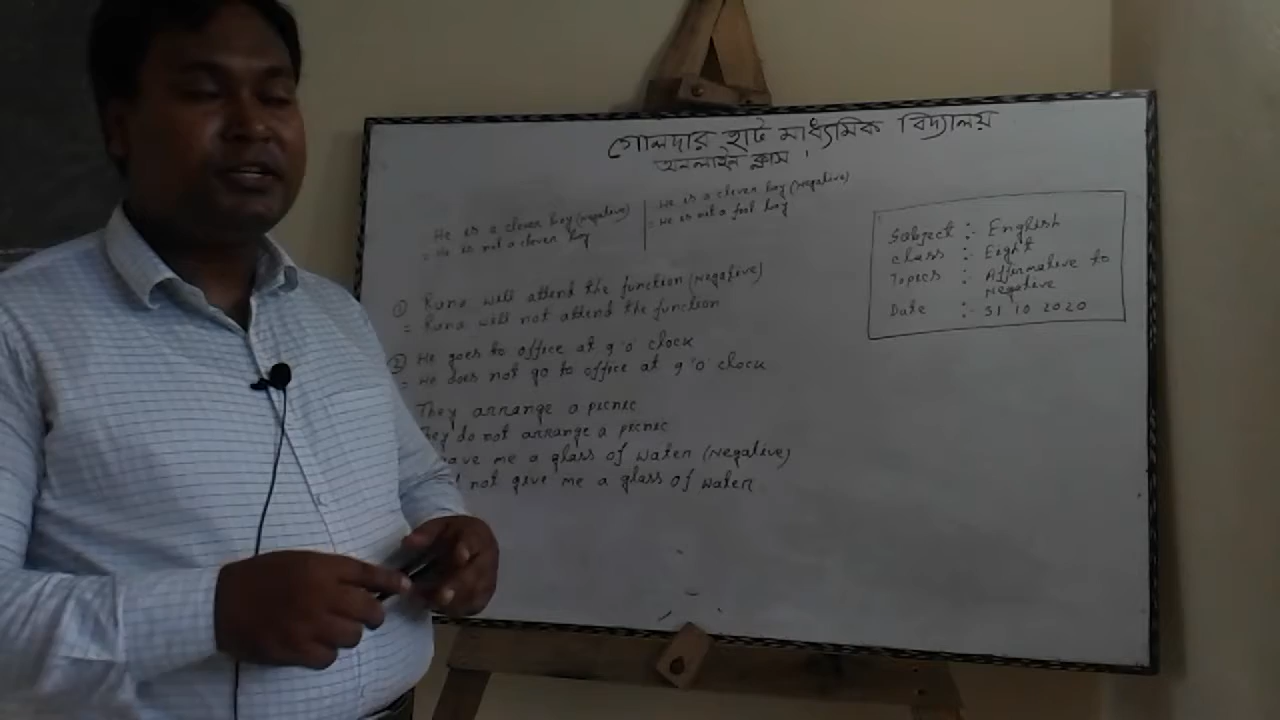 গোলদার হাট মাধ্যমিক বিদ্যালয়
অনলাইন ক্লাস ।
He is a clever boy (negative)
= He is not a clever boy
He is a clever boy (negative)
= He is not a fool boy
Subject :- English
class :- Eight
Topecs :- Affermative to
Negative
Date :- 31 10 2020
① Runa will attend the function (Negative)
= Runa will not attend the function
② He goes to office at 9 'o' clock
= He does not go to office at 9 'o' clock
They arrange a picnic
They do not arrange a picnic
me a glass of water (Negative)
not give me a glass of water